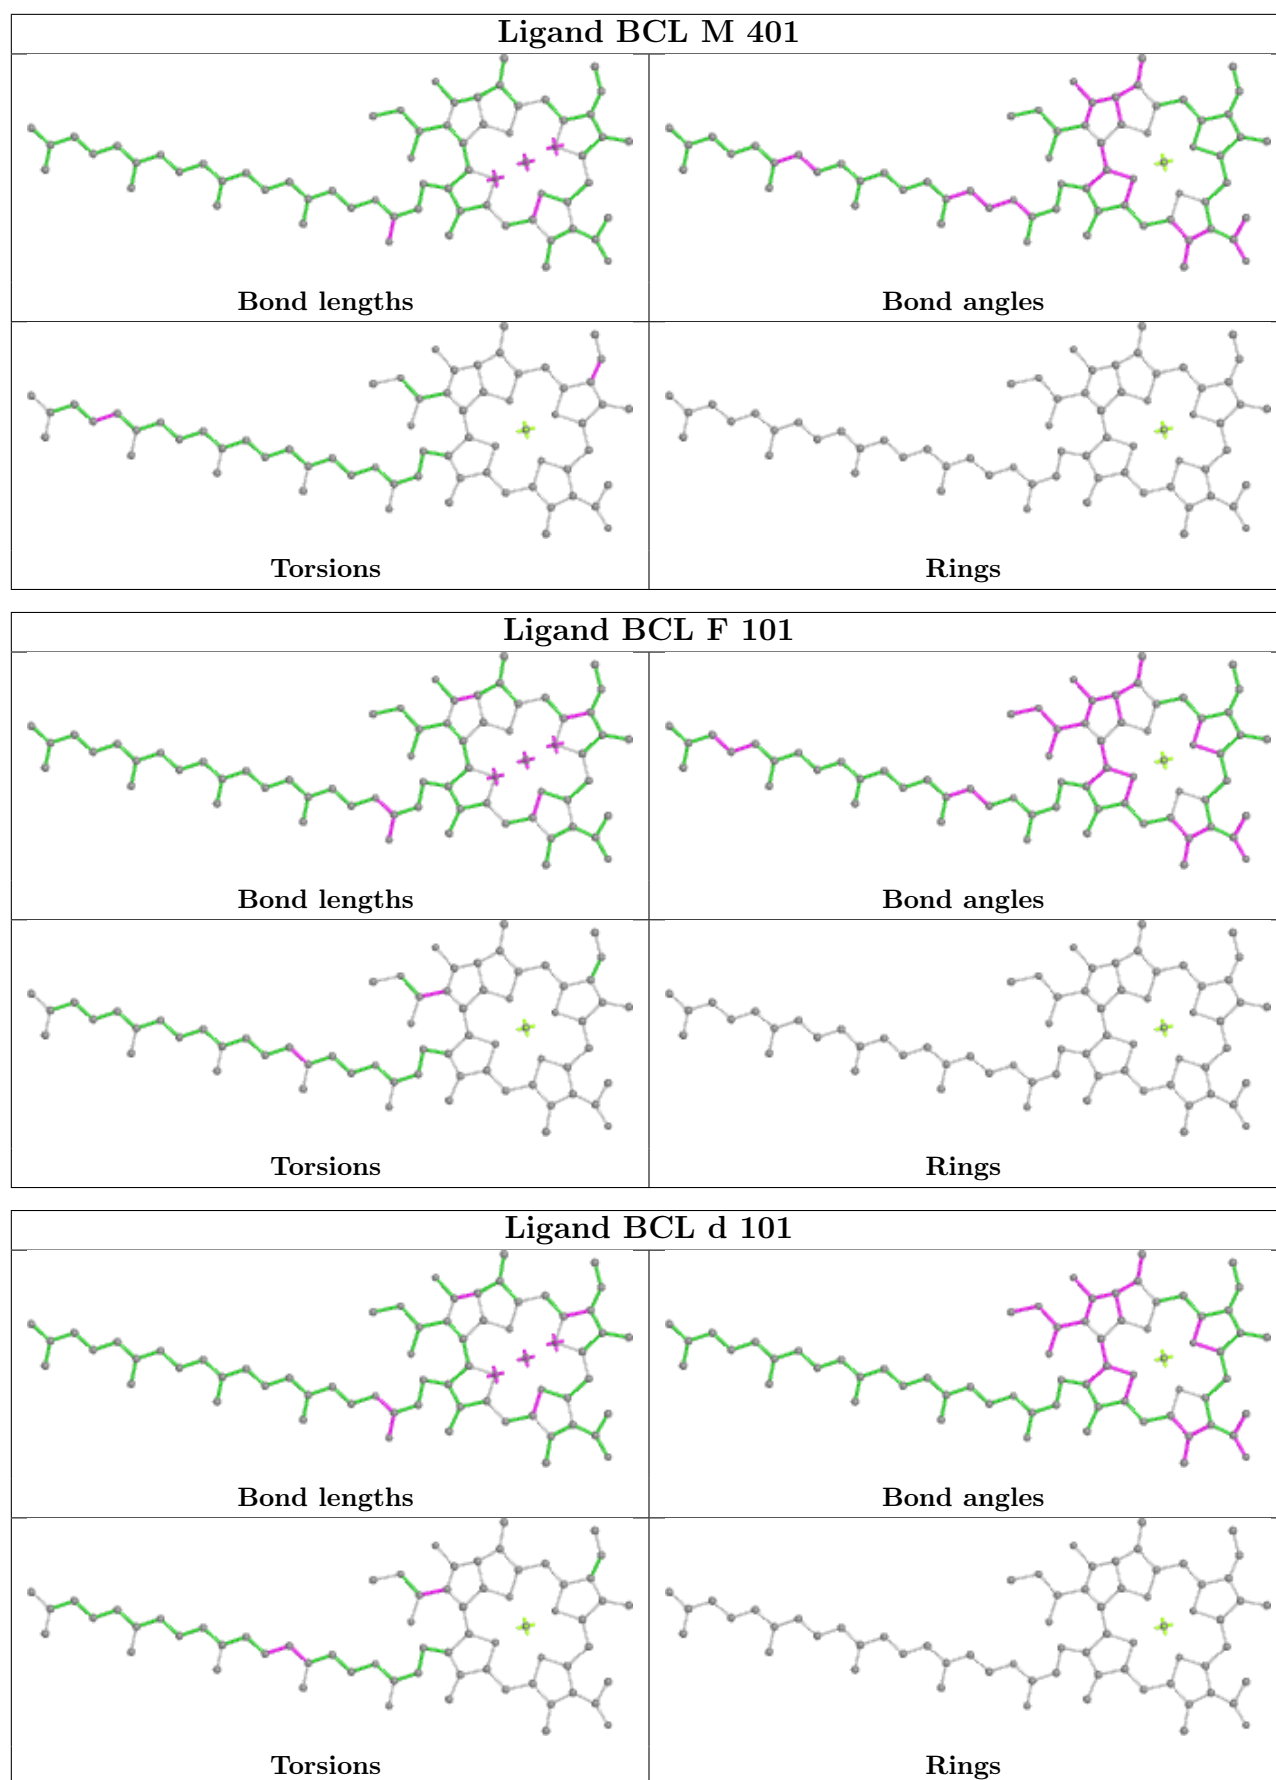 Ligand BCL M 401
Bond lengths
Bond angles
Torsions
Rings
Ligand BCL F 101
Bond lengths
Bond angles
Torsions
Rings
Ligand BCL d 101
Bond lengths
Bond angles
Torsions
Rings